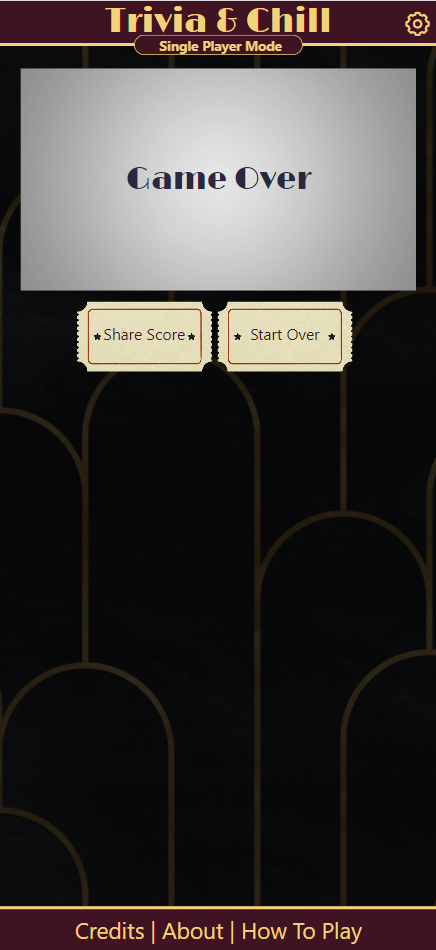 Trivia & Chill
Single Player Mode
Game Over
Share Score
Start Over
Credits | About | How To Play